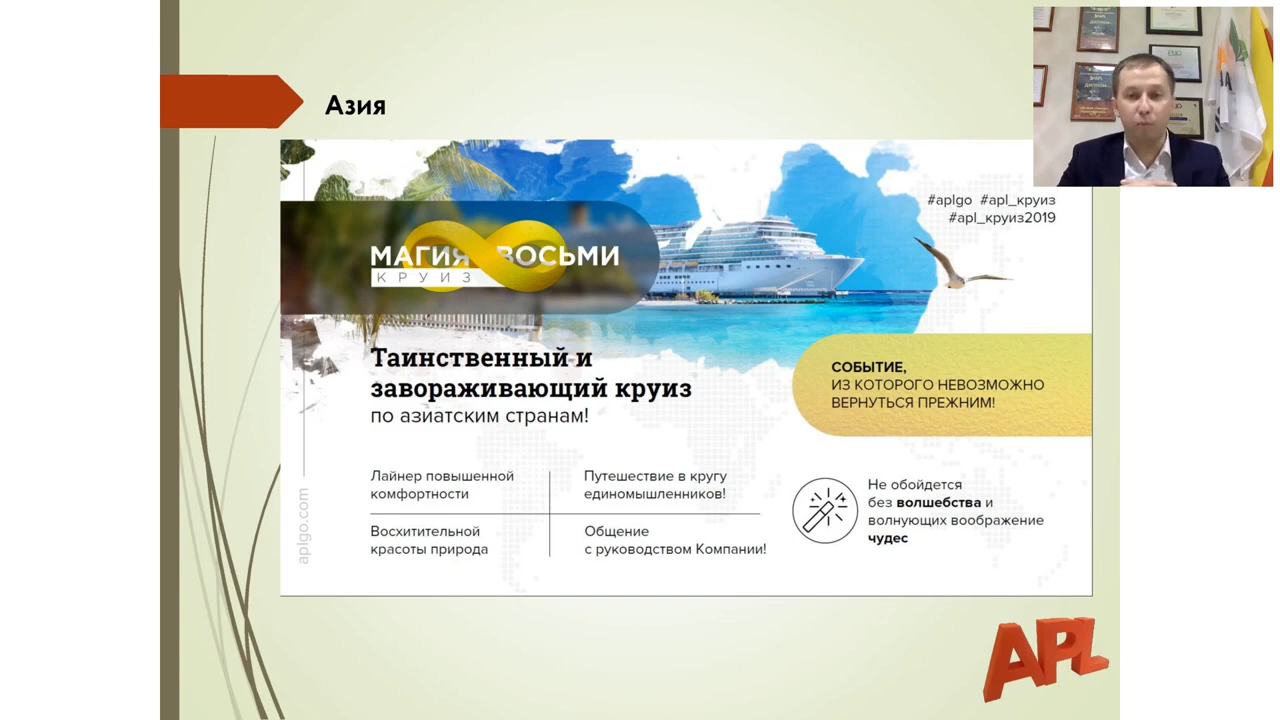 Азия
#aplgo #apl_круиз
#apl_круиз2019
МАГИЯ ВОСЬМИ
КРУИЗ
Таинственный и
завораживающий круиз
по азиатским странам!
СОБЫТИЕ,
ИЗ КОТОРОГО НЕВОЗМОЖНО
ВЕРНУТЬСЯ ПРЕЖНИМ!
Лайнер повышенной
комфортности
Путешествие в кругу
единомышленников!
Восхитительной
красоты природа
Общение
с руководством Компании!
Не обойдется
без волшебства и
волнующих воображение
чудес
aplgo.com
APL